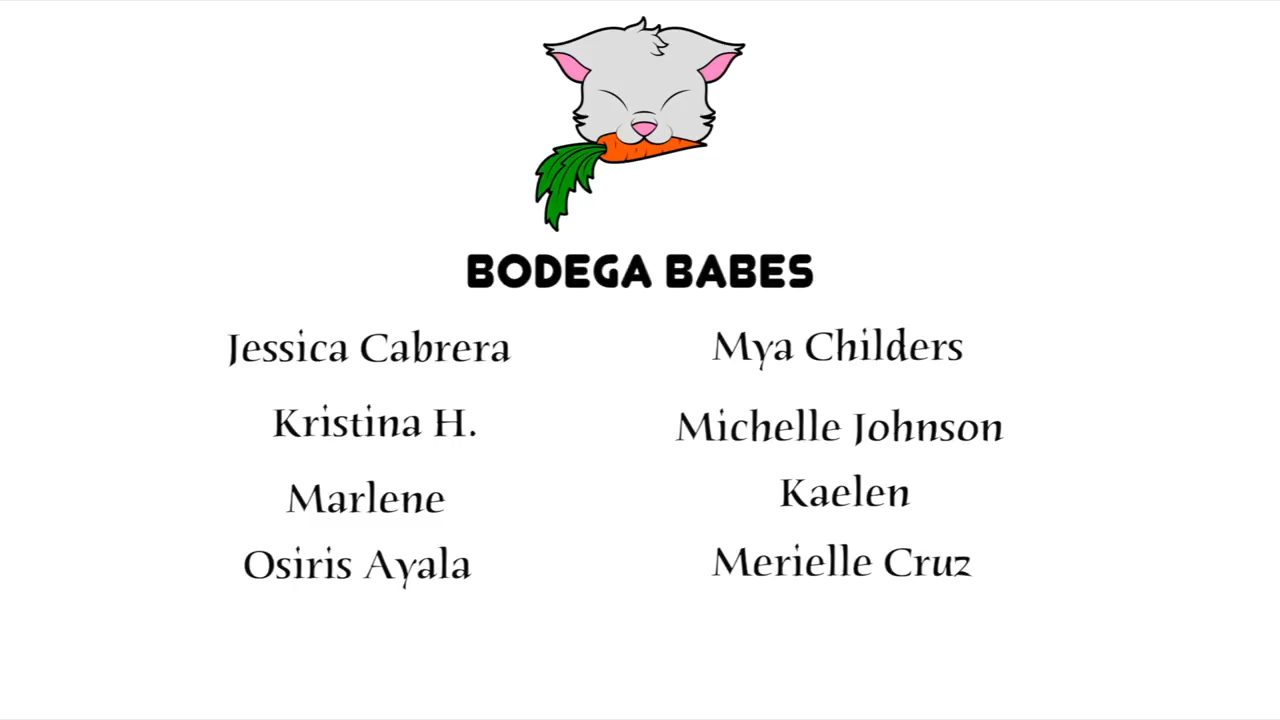 BODEGA BABES
Jessica Cabrera
Mya Childers
Kristina H.
Michelle Johnson
Marlene
Kaelen
Osiris Ayala
Merielle Cruz